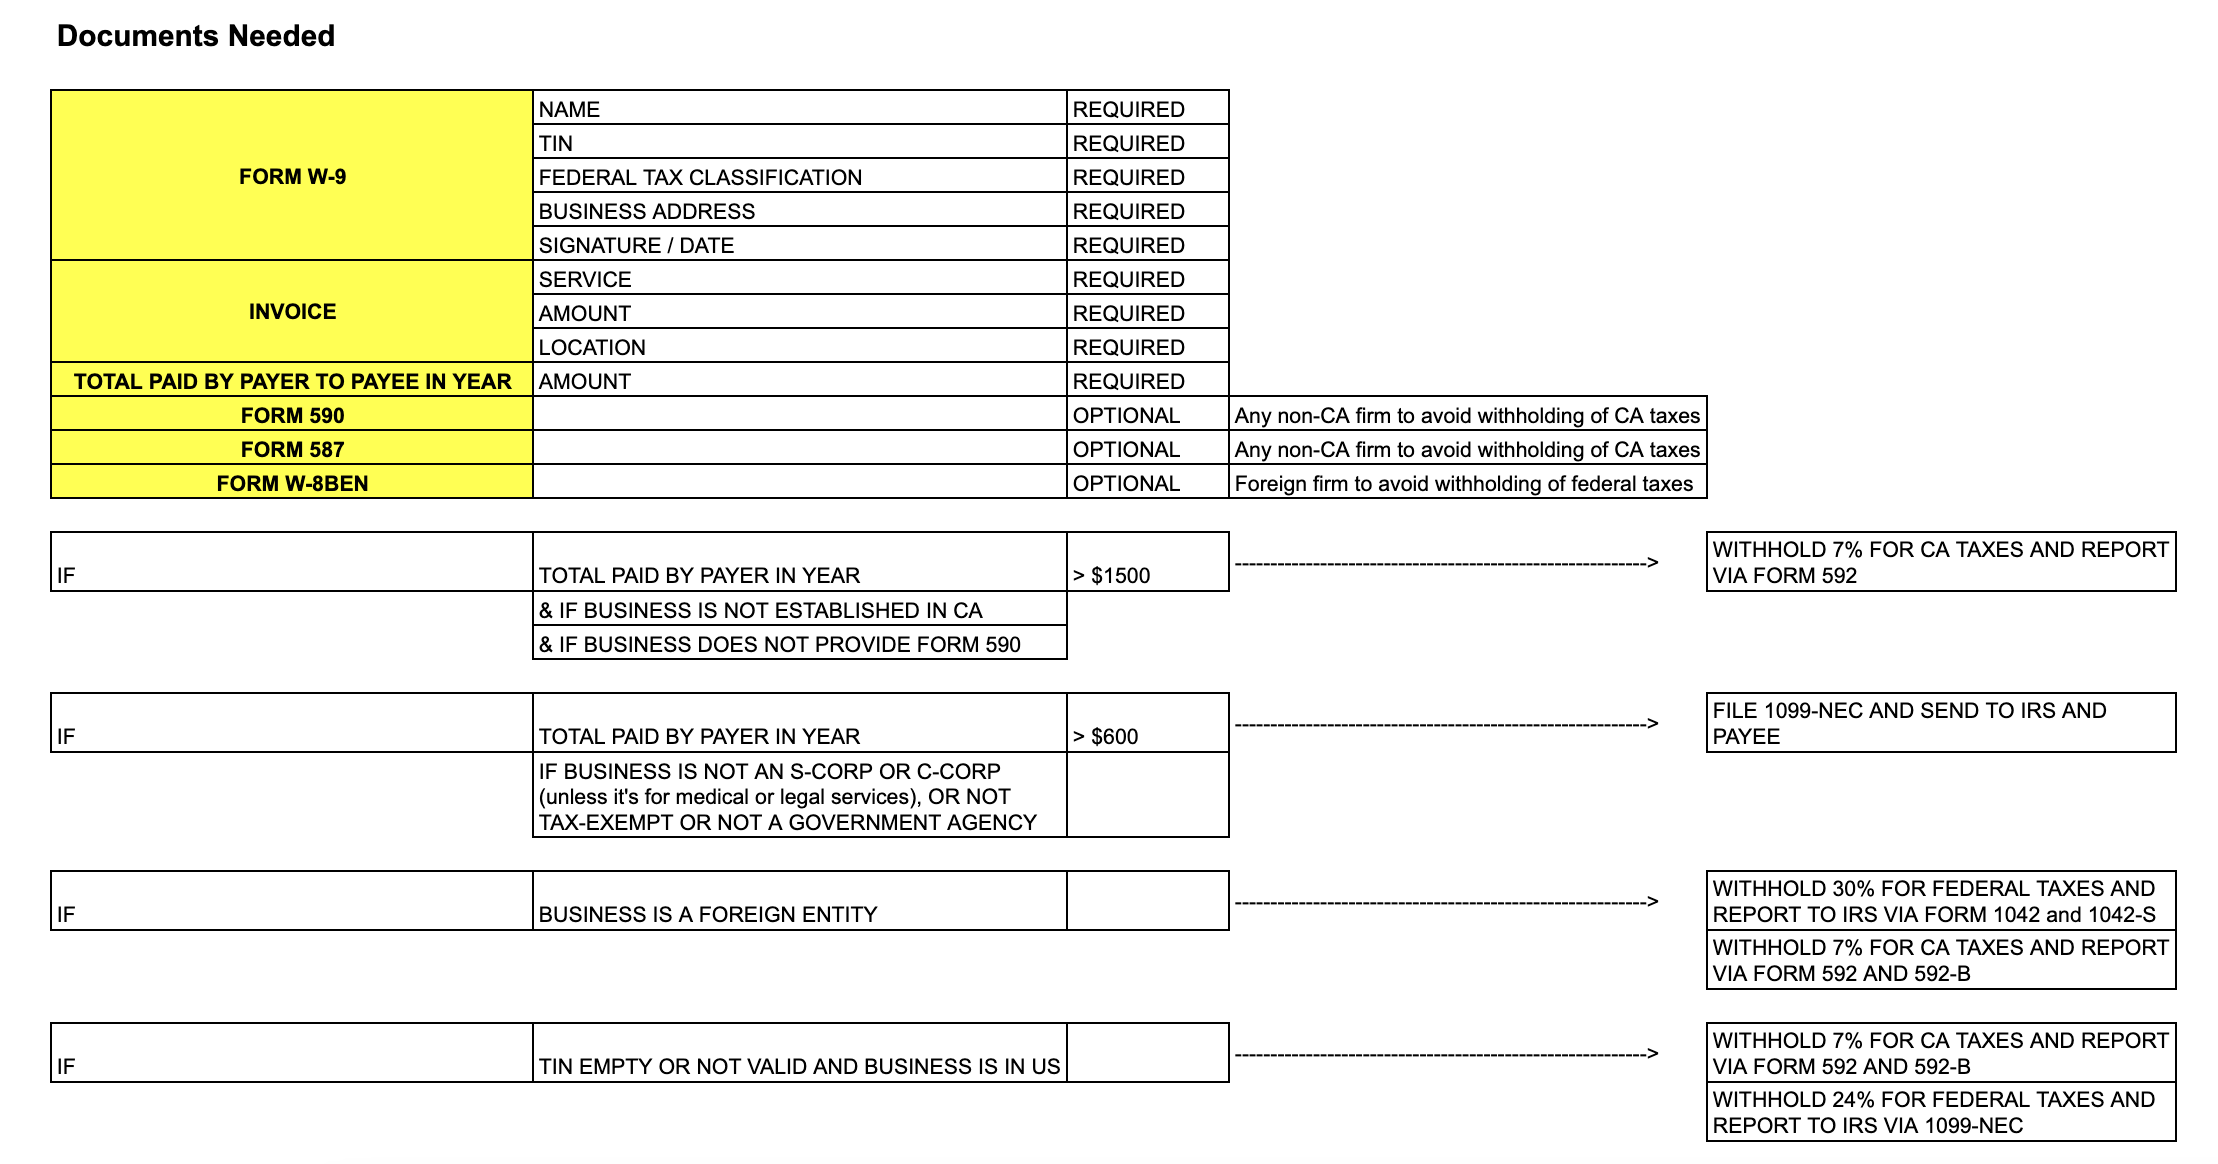 Documents Needed
FORM W-9
NAME REQUIRED
TIN REQUIRED
FEDERAL TAX CLASSIFICATION REQUIRED
BUSINESS ADDRESS REQUIRED
SIGNATURE / DATE REQUIRED
INVOICE
SERVICE REQUIRED
AMOUNT REQUIRED
LOCATION REQUIRED
TOTAL PAID BY PAYER TO PAYEE IN YEAR AMOUNT REQUIRED
FORM 590 OPTIONAL Any non-CA firm to avoid withholding of CA taxes
FORM 587 OPTIONAL Any non-CA firm to avoid withholding of CA taxes
FORM W-8BEN OPTIONAL Foreign firm to avoid withholding of federal taxes
IF TOTAL PAID BY PAYER IN YEAR > $1500 ----------------------------------------------------------->
WITHHOLD 7% FOR CA TAXES AND REPORT
VIA FORM 592
& IF BUSINESS IS NOT ESTABLISHED IN CA
& IF BUSINESS DOES NOT PROVIDE FORM 590
IF TOTAL PAID BY PAYER IN YEAR > $600 ----------------------------------------------------------->
FILE 1099-NEC AND SEND TO IRS AND
PAYEE
IF BUSINESS IS NOT AN S-CORP OR C-CORP
(unless it's for medical or legal services), OR NOT
TAX-EXEMPT OR NOT A GOVERNMENT AGENCY
IF BUSINESS IS A FOREIGN ENTITY ----------------------------------------------------------->
WITHHOLD 30% FOR FEDERAL TAXES AND
REPORT TO IRS VIA FORM 1042 and 1042-S
WITHHOLD 7% FOR CA TAXES AND REPORT
VIA FORM 592 AND 592-B
IF TIN EMPTY OR NOT VALID AND BUSINESS IS IN US ----------------------------------------------------------->
WITHHOLD 7% FOR CA TAXES AND REPORT
VIA FORM 592 AND 592-B
WITHHOLD 24% FOR FEDERAL TAXES AND
REPORT TO IRS VIA 1099-NEC